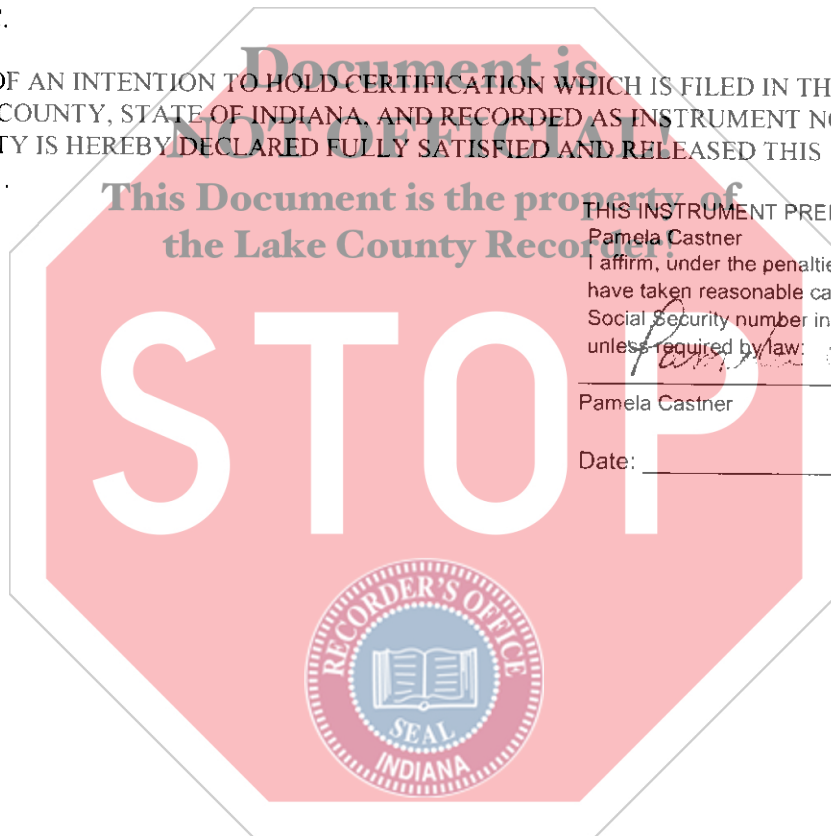 Document is
OF AN INTENTION TO HOLD CERTIFICATION WHICH IS FILED IN TH
COUNTY, STATE OF INDIANA, AND RECORDED AS INSTRUMENT NO
NOT OFFICIAL!
TY IS HEREBY DECLARED FULLY SATISFIED AND RELEASED THIS
This Document is the property of
the Lake County Recorder!
THIS INSTRUMENT PREI
Pamela Castner
I affirm, under the penaltie
have taken reasonable ca
Social Security number in
unless required by law:
Pamela
Pamela Castner
Date:
STOP
RECORDER'S OFFICE
SEAL
INDIANA